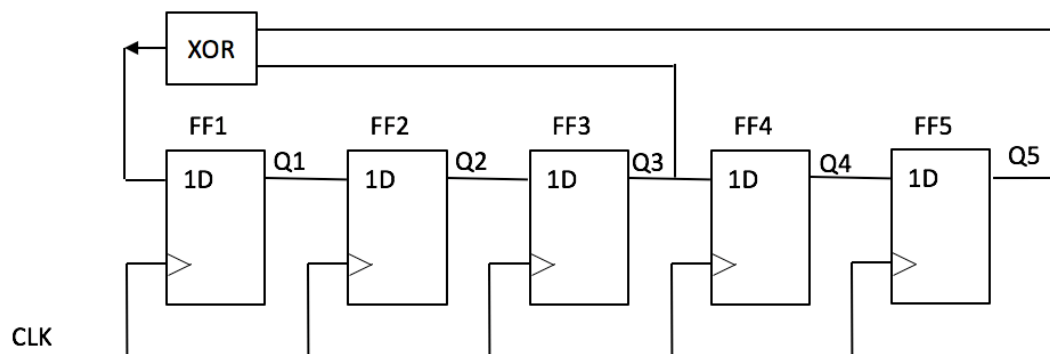 XOR
FF1 FF2 FF3 FF4 FF5
1D Q1 1D Q2 1D Q3 1D Q4 1D Q5
CLK